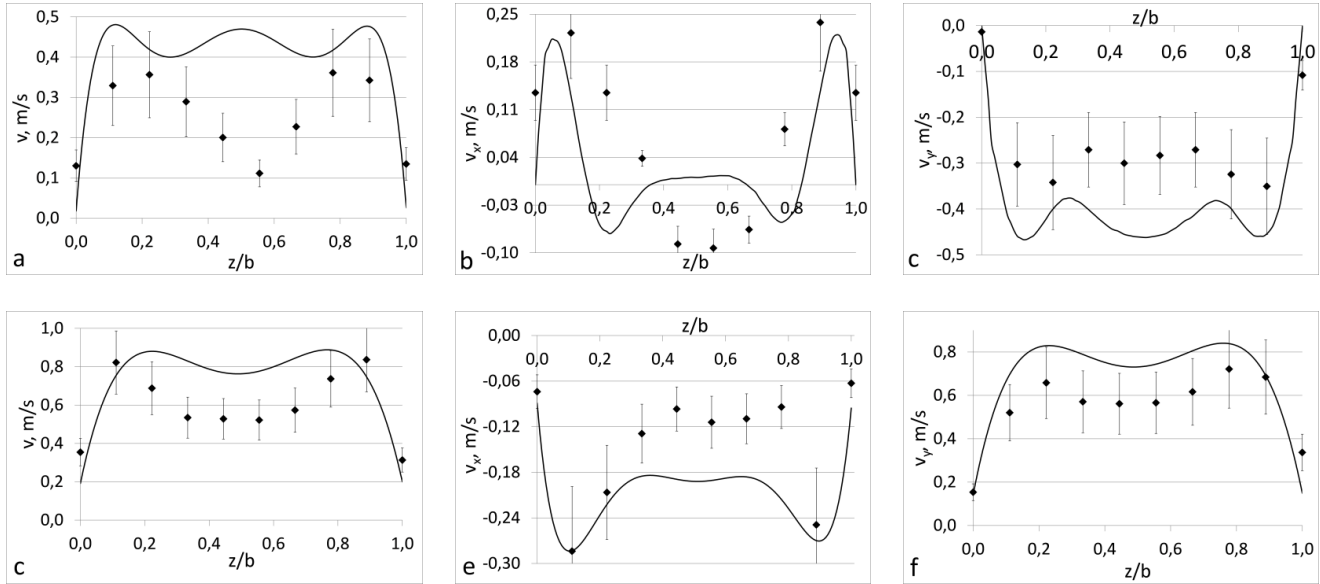 0,5
0,4
0,3
0,2
0,1
0,0
v, m/s
0,0 0,2 0,4 0,6 0,8 1,0
z/b
a
0,25
0,18
0,11
0,04
-0,03
-0,10
vₓ, m/s
0,0 0,2 0,4 0,6 0,8 1,0
z/b
b
z/b
0,0
-0,1
-0,2
-0,3
-0,4
-0,5
vᵧ, m/s
0,0 0,2 0,4 0,6 0,8 1,0
c
1,0
0,8
0,6
0,4
0,2
0,0
v, m/s
0,0 0,2 0,4 0,6 0,8 1,0
z/b
c
z/b
0,00
-0,06
-0,12
-0,18
-0,24
-0,30
vₓ, m/s
0,0 0,2 0,4 0,6 0,8 1,0
e
0,8
0,6
0,4
0,2
0,0
vᵧ, m/s
0,0 0,2 0,4 0,6 0,8 1,0
z/b
f